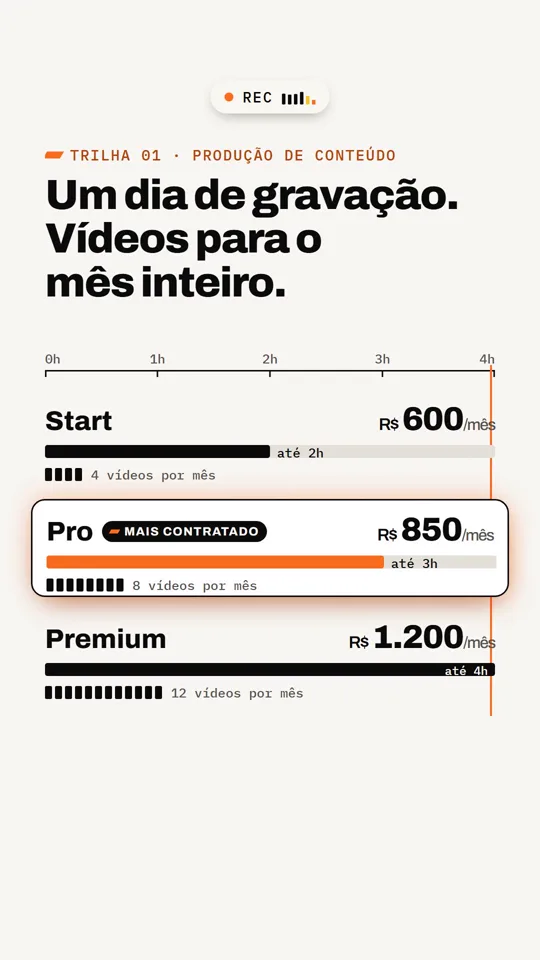 REC
TRILHA 01 · PRODUÇÃO DE CONTEÚDO
Um dia de gravação.
Vídeos para o
mês inteiro.
0h 1h 2h 3h 4h
Start R$ 600/mês
até 2h
4 vídeos por mês
Pro MAIS CONTRATADO R$ 850/mês
até 3h
8 vídeos por mês
Premium R$ 1.200/mês
até 4h
12 vídeos por mês